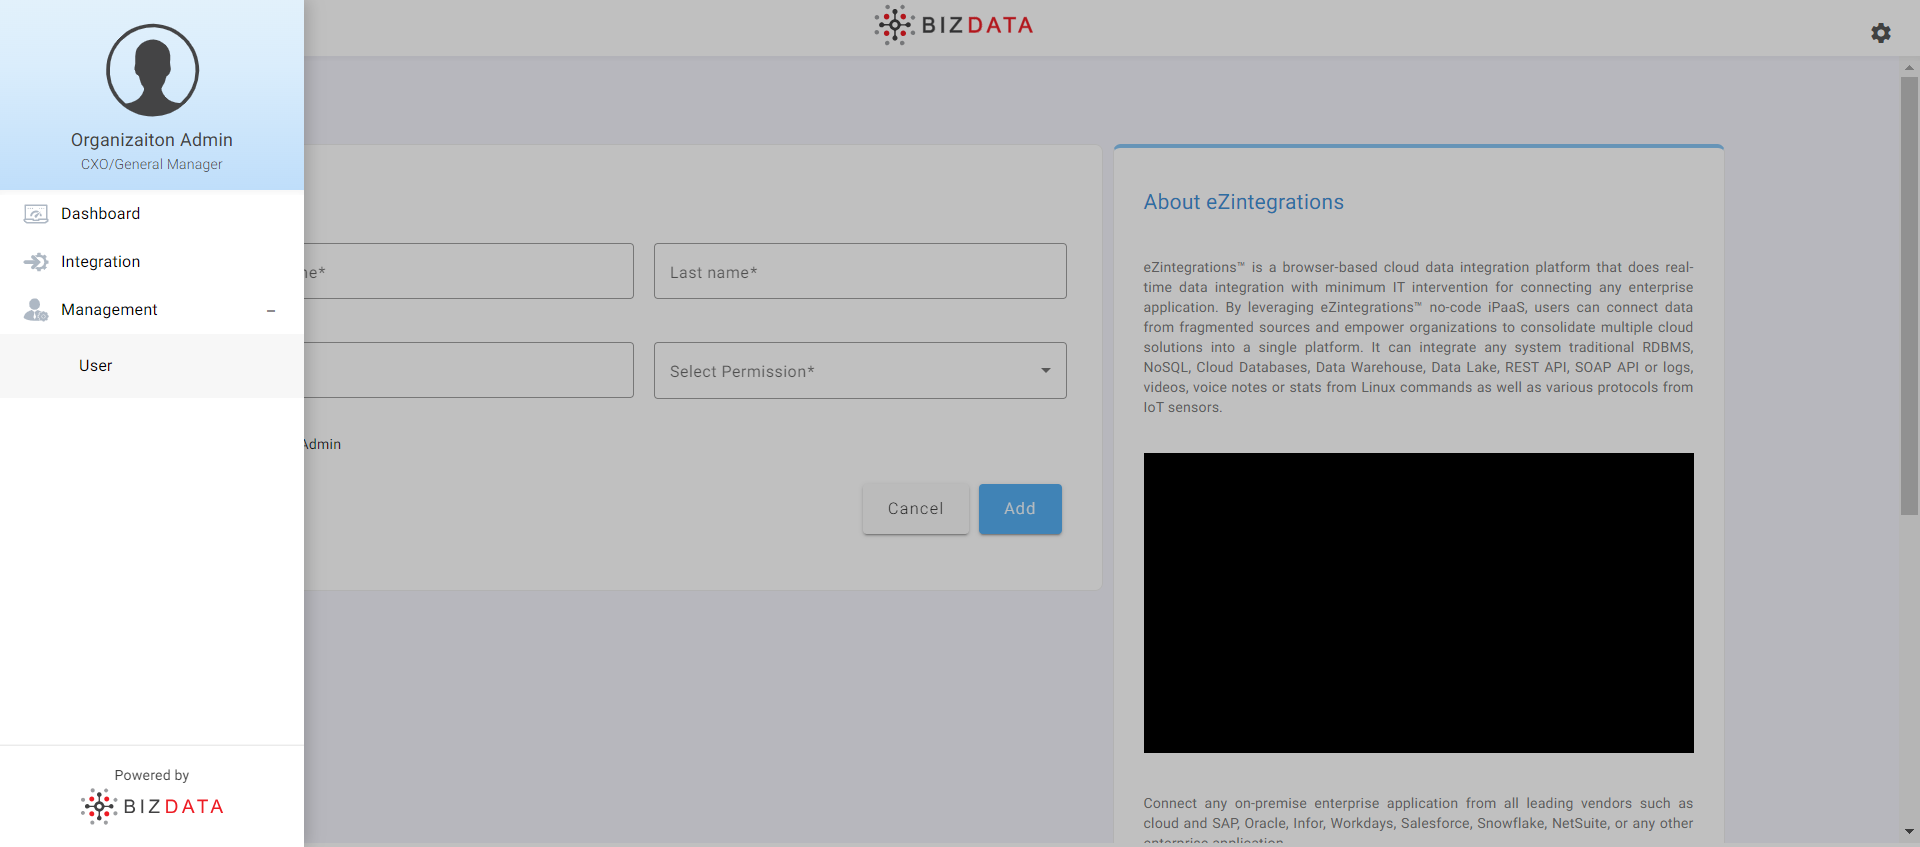 BIZDATA
Organizaiton Admin
CXO/General Manager
Dashboard
Integration
Management
User
Powered by
BIZDATA
ne*
Last name*
Select Permission*
Admin
Cancel
Add
About eZintegrations
eZintegrations™ is a browser-based cloud data integration platform that does real-
time data integration with minimum IT intervention for connecting any enterprise
application. By leveraging eZintegrations™ no-code iPaaS, users can connect data
from fragmented sources and empower organizations to consolidate multiple cloud
solutions into a single platform. It can integrate any system traditional RDBMS,
NoSQL, Cloud Databases, Data Warehouse, Data Lake, REST API, SOAP API or logs,
videos, voice notes or stats from Linux commands as well as various protocols from
IoT sensors.
Connect any on-premise enterprise application from all leading vendors such as
cloud and SAP, Oracle, Infor, Workdays, Salesforce, Snowflake, NetSuite, or any other
enterprise application